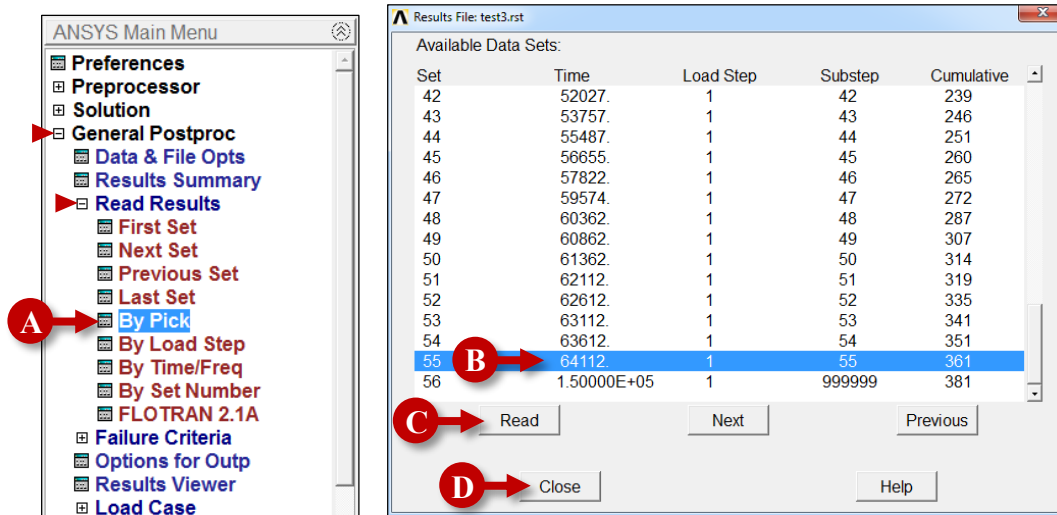 ANSYS Main Menu
Preferences
Preprocessor
Solution
General Postproc
Data & File Opts
Results Summary
Read Results
First Set
Next Set
Previous Set
Last Set
A By Pick
By Load Step
By Time/Freq
By Set Number
FLOTRAN 2.1A
Failure Criteria
Options for Outp
Results Viewer
Load Case
Results File: test3.rst
Available Data Sets:
Set Time Load Step Substep Cumulative
42 52027. 1 42 239
43 53757. 1 43 246
44 55487. 1 44 251
45 56655. 1 45 260
46 57822. 1 46 265
47 59574. 1 47 272
48 60362. 1 48 287
49 60862. 1 49 307
50 61362. 1 50 314
51 62112. 1 51 319
52 62612. 1 52 335
53 63112. 1 53 341
54 63612. 1 54 351
55 B 64112. 1 55 361
56 1.50000E+05 1 999999 381
C Read Next Previous
D Close Help